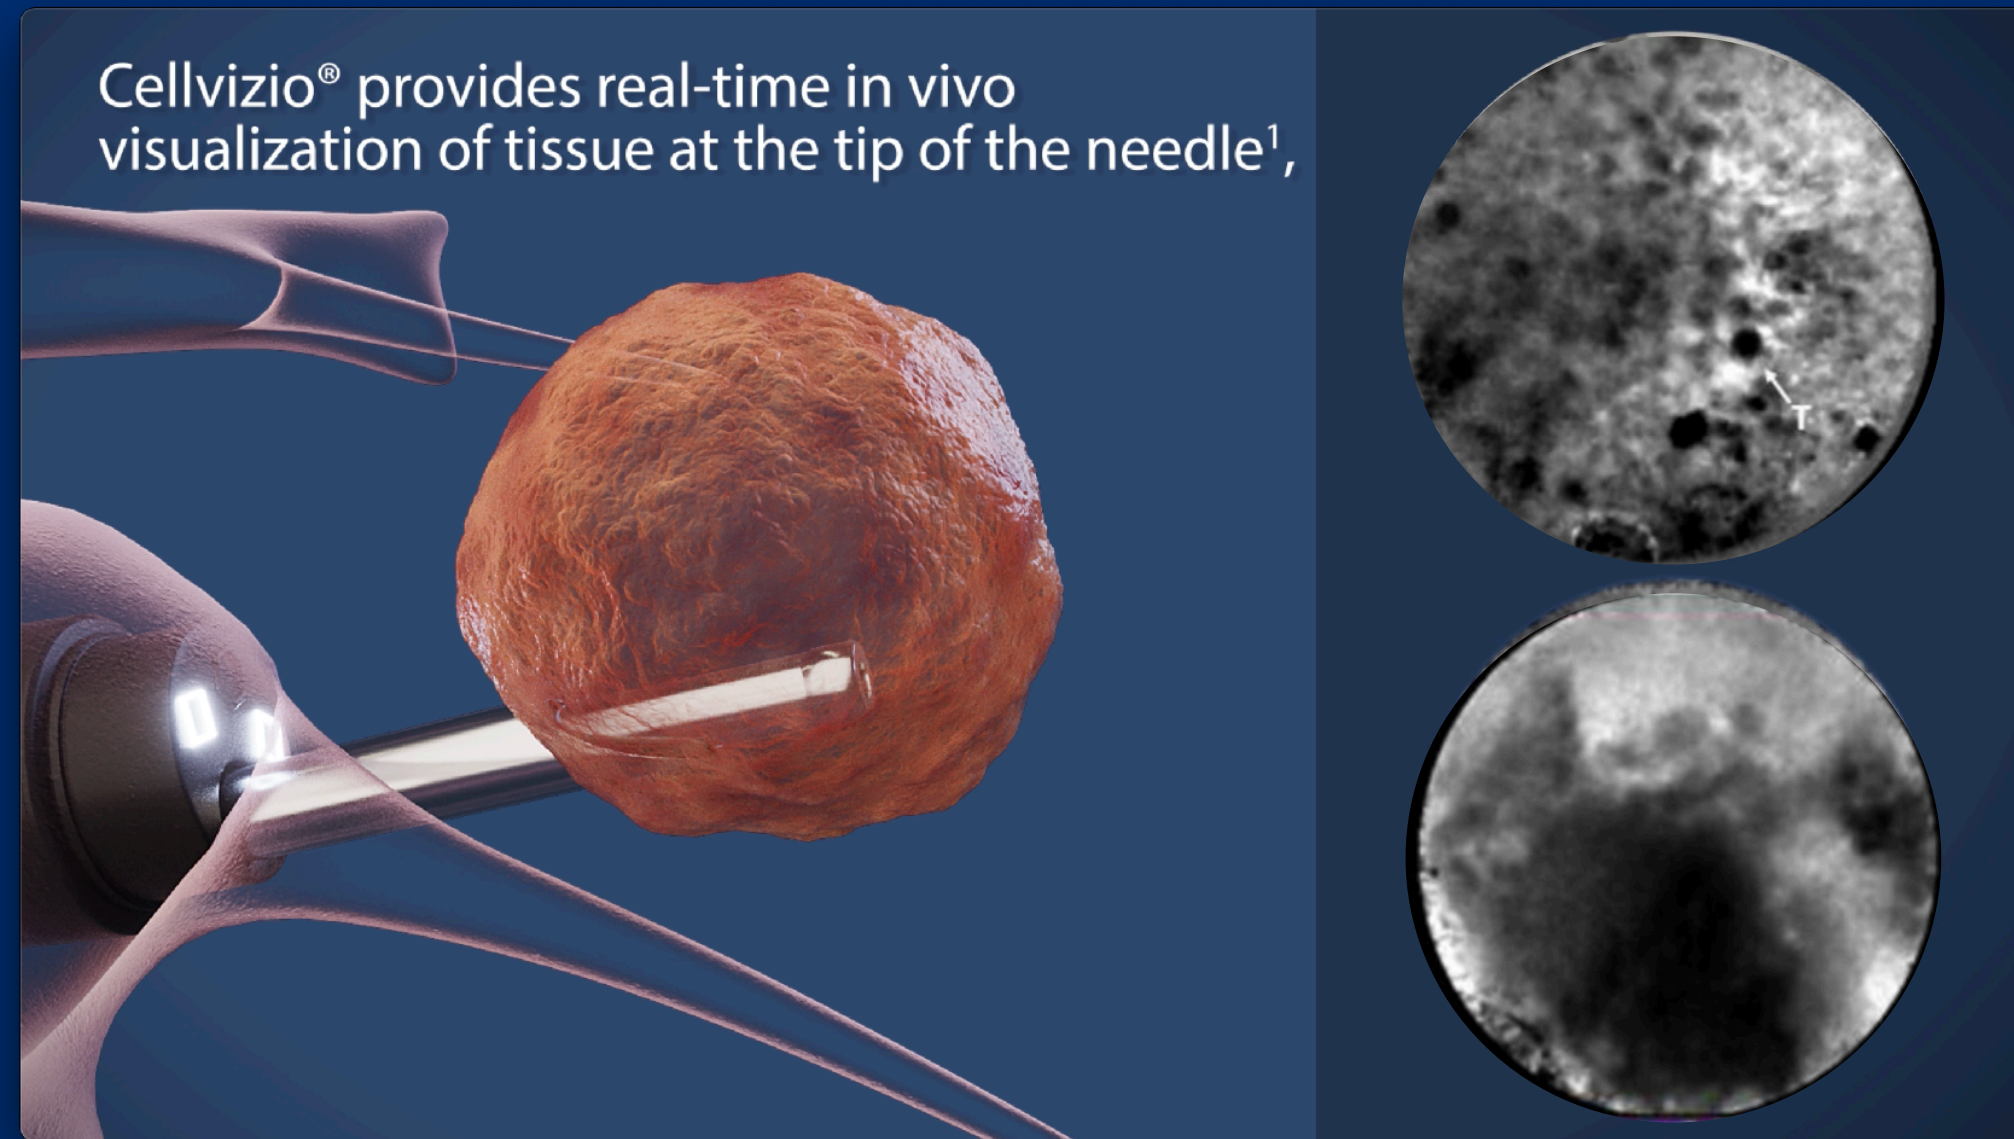 Cellvizio® provides real-time in vivo
visualization of tissue at the tip of the needle¹,
T